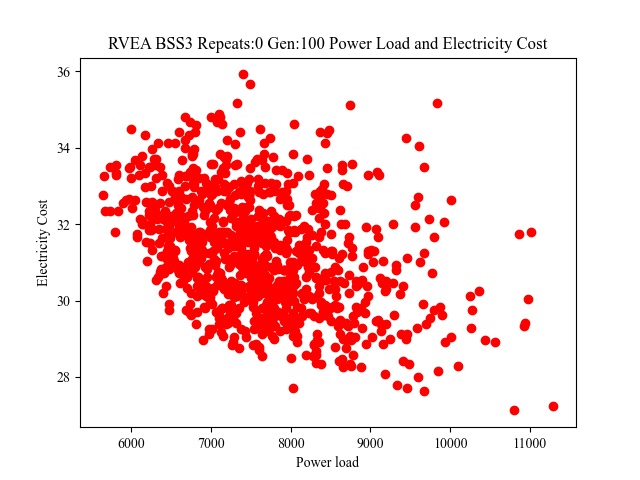 RVEA BSS3 Repeats:0 Gen:100 Power Load and Electricity Cost
36
34
32
30
28
Electricity Cost
6000 7000 8000 9000 10000 11000
Power load